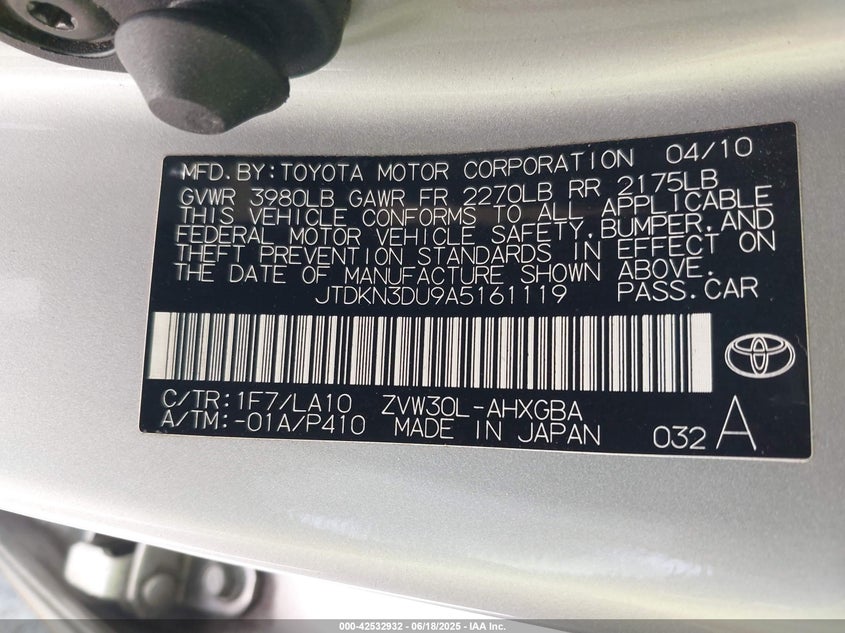 MFD.BY:TOYOTA MOTOR CORPORATION 04/10
GVWR 3980LB GAWR FR 2270LB RR 2175LB
THIS VEHICLE CONFORMS TO ALL APPLICABLE
FEDERAL MOTOR VEHICLE SAFETY,BUMPER,AND
THEFT PREVENTION STANDARDS IN EFFECT ON
THE DATE OF MANUFACTURE SHOWN ABOVE.
JTDKN3DU9A5161119 PASS.CAR
C/TR:1F7/LA10 ZVW30L-AHXGBA
A/TM:-01A/P410 MADE IN JAPAN 032 A
000-42532932 - 06/18/2025 - IAA Inc.